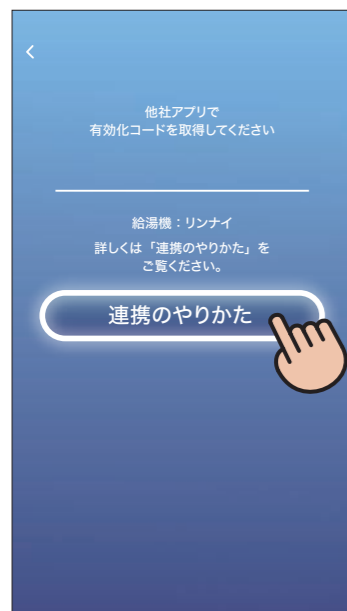 他社アプリで
有効化コードを取得してください
給湯機：リンナイ
詳しくは「連携のやりかた」を
ご覧ください。
連携のやりかた